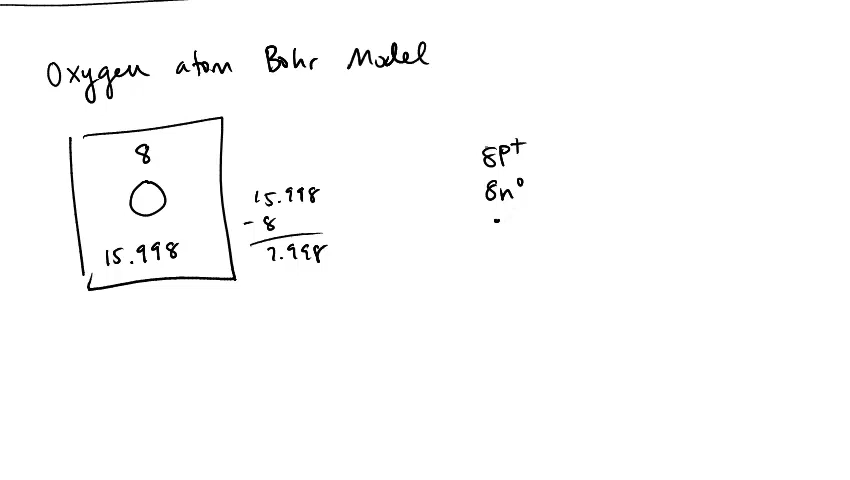 Oxygen atom Bohr Model
8
O
15.998
15.998
- 8
7.998
8p+
8n°